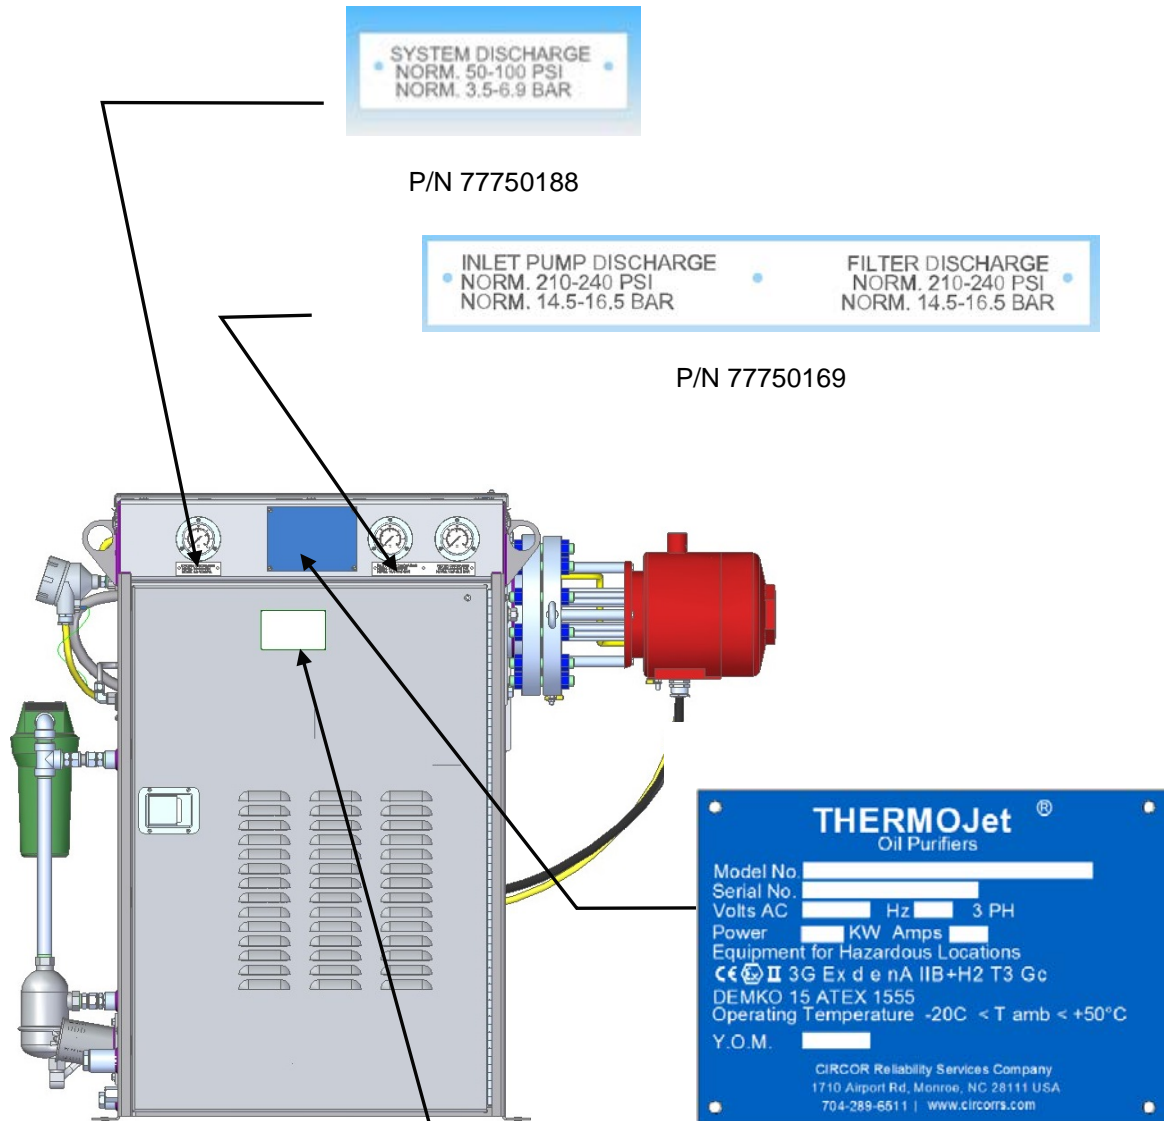 SYSTEM DISCHARGE
NORM. 50-100 PSI
NORM. 3.5-6.9 BAR
P/N 77750188
INLET PUMP DISCHARGE
NORM. 210-240 PSI
NORM. 14.5-16.5 BAR
FILTER DISCHARGE
NORM. 210-240 PSI
NORM. 14.5-16.5 BAR
P/N 77750169
THERMOJet ®
Oil Purifiers
Model No.
Serial No.
Volts AC Hz 3 PH
Power KW Amps
Equipment for Hazardous Locations
CE Ex II 3G Ex d e nA IIB+H2 T3 Gc
DEMKO 15 ATEX 1555
Operating Temperature -20C < T amb < +50°C
Y.O.M.
CIRCOR Reliability Services Company
1710 Airport Rd, Monroe, NC 28111 USA
704-289-6511 | www.circorrs.com